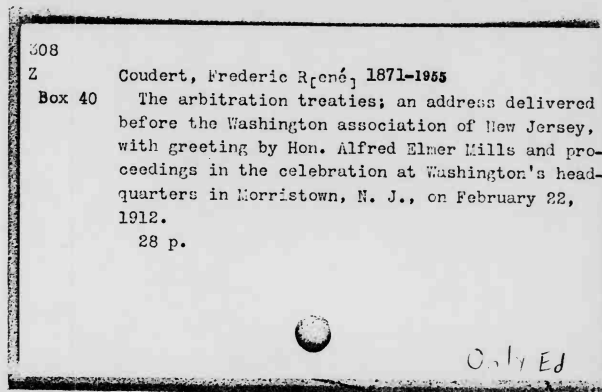 308
Z Coudert, Frederic R[ené] 1871-1955
Box 40 The arbitration treaties; an address delivered
before the Washington association of New Jersey,
with greeting by Hon. Alfred Elmer Mills and pro-
ceedings in the celebration at Washington's head-
quarters in Morristown, N. J., on February 22,
1912.
28 p.
Only Ed